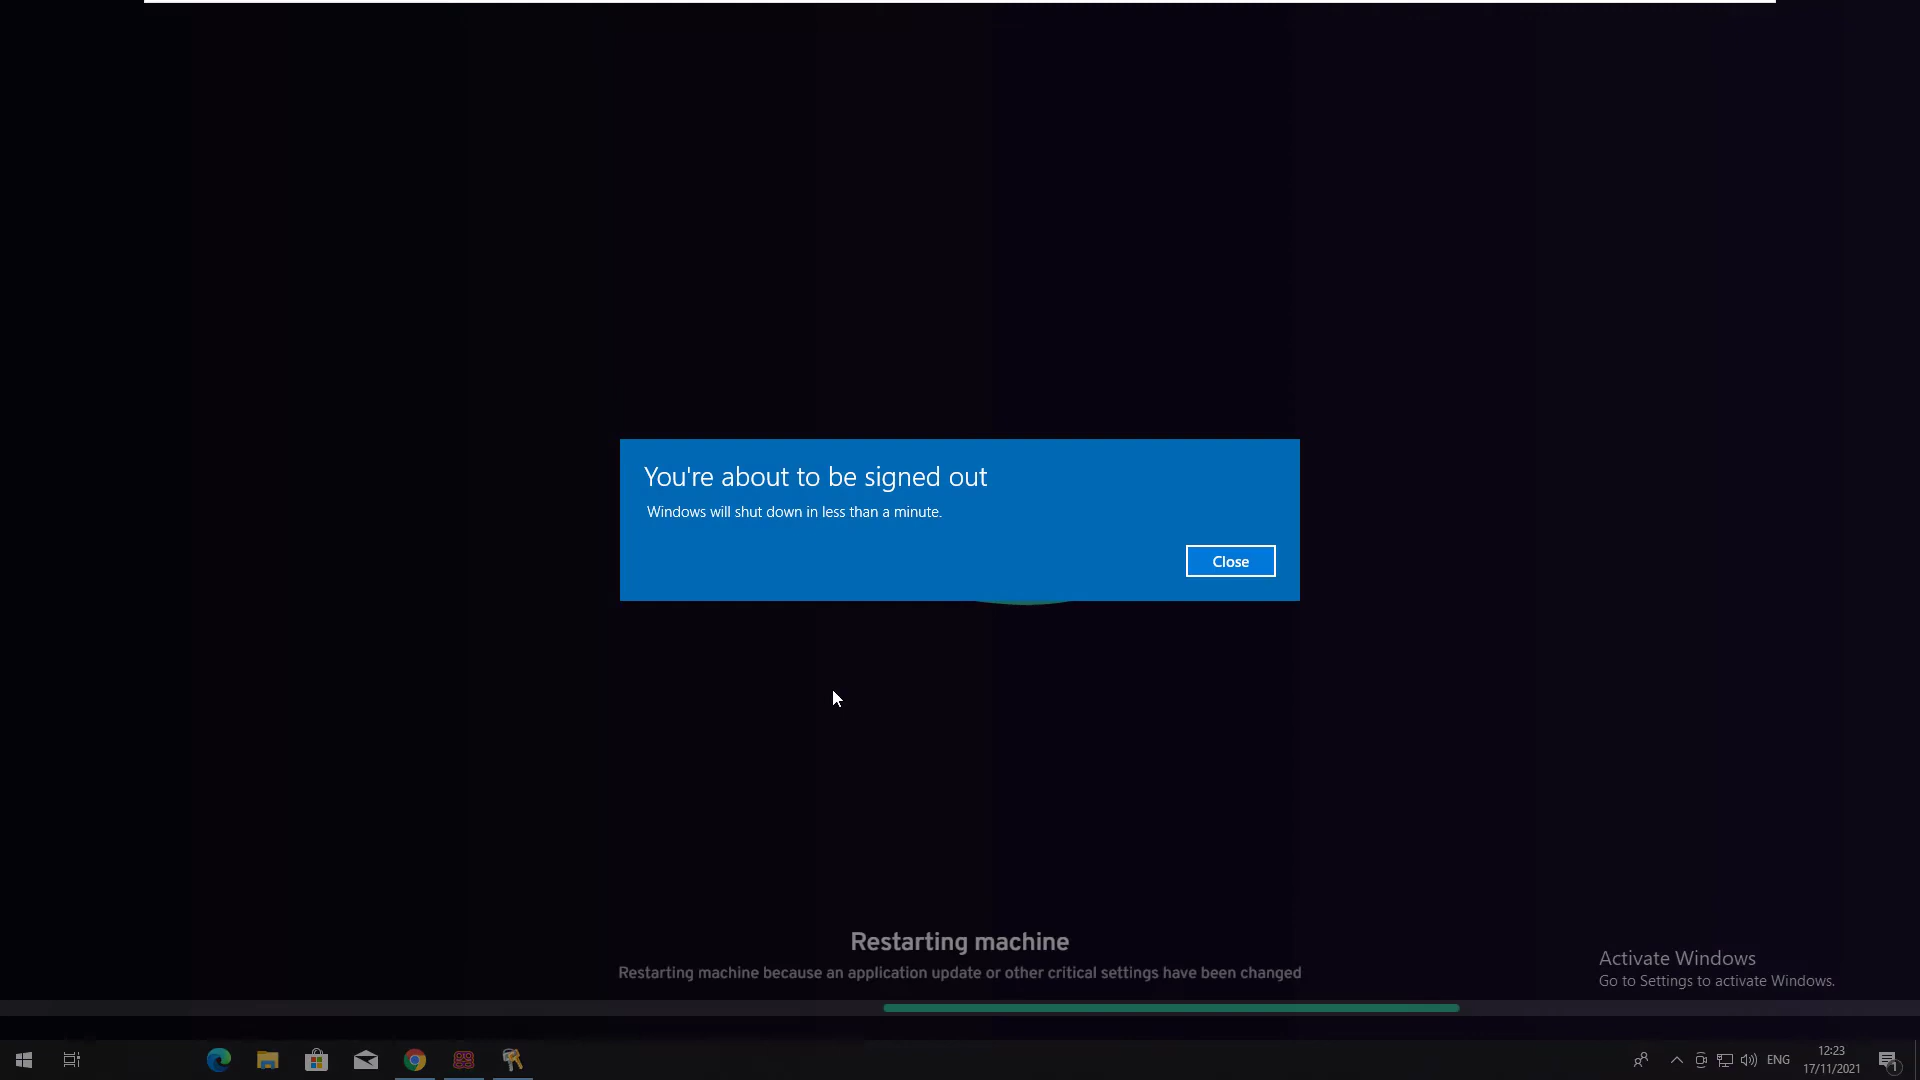 You're about to be signed out
Windows will shut down in less than a minute.
Close
Restarting machine
Restarting machine because an application update or other critical settings have been changed
Activate Windows
Go to Settings to activate Windows.
ENG
12:23
17/11/2021
1